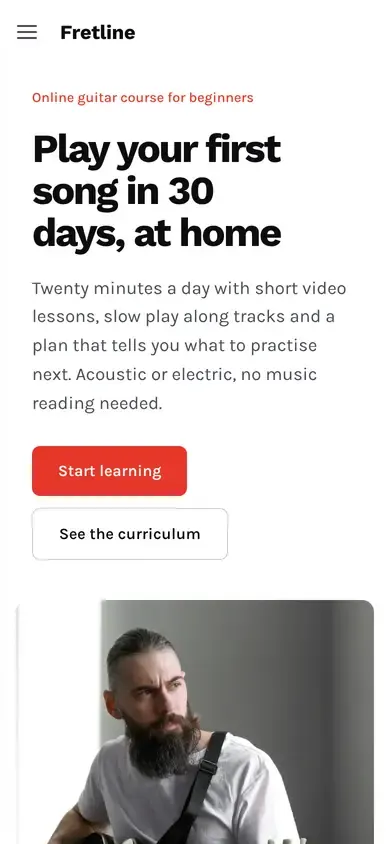 Fretline
Online guitar course for beginners
Play your first
song in 30
days, at home
Twenty minutes a day with short video
lessons, slow play along tracks and a
plan that tells you what to practise
next. Acoustic or electric, no music
reading needed.
Start learning
See the curriculum